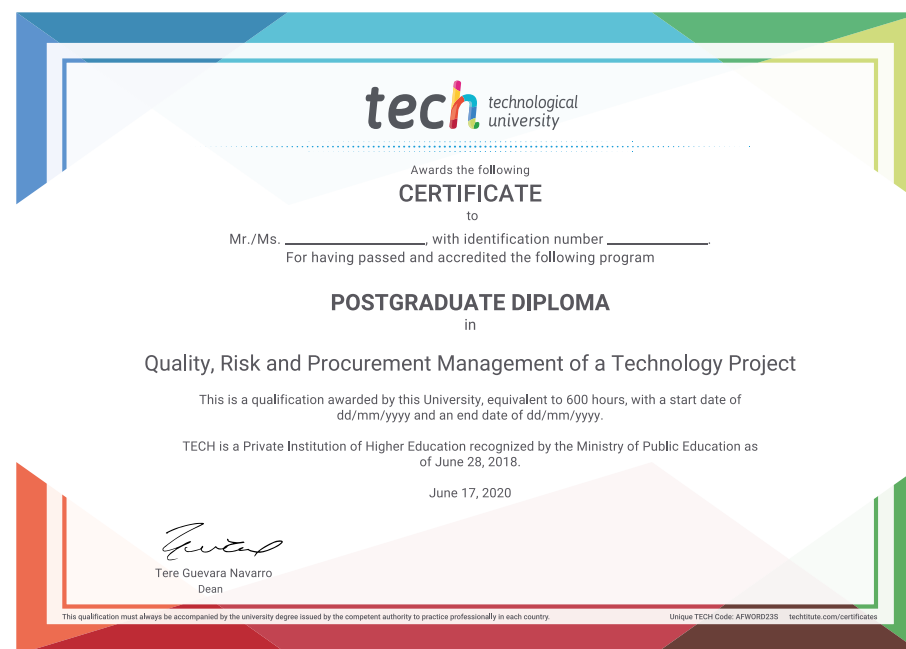 tech technological
university
Awards the following
CERTIFICATE
to
Mr./Ms. ____________________, with identification number ______________.
For having passed and accredited the following program
POSTGRADUATE DIPLOMA
in
Quality, Risk and Procurement Management of a Technology Project
This is a qualification awarded by this University, equivalent to 600 hours, with a start date of
dd/mm/yyyy and an end date of dd/mm/yyyy.
TECH is a Private Institution of Higher Education recognized by the Ministry of Public Education as
of June 28, 2018.
June 17, 2020
Tere Guevara Navarro
Dean
This qualification must always be accompanied by the university degree issued by the competent authority to practice professionally in each country. Unique TECH Code: AFWORD23S techtitute.com/certificates